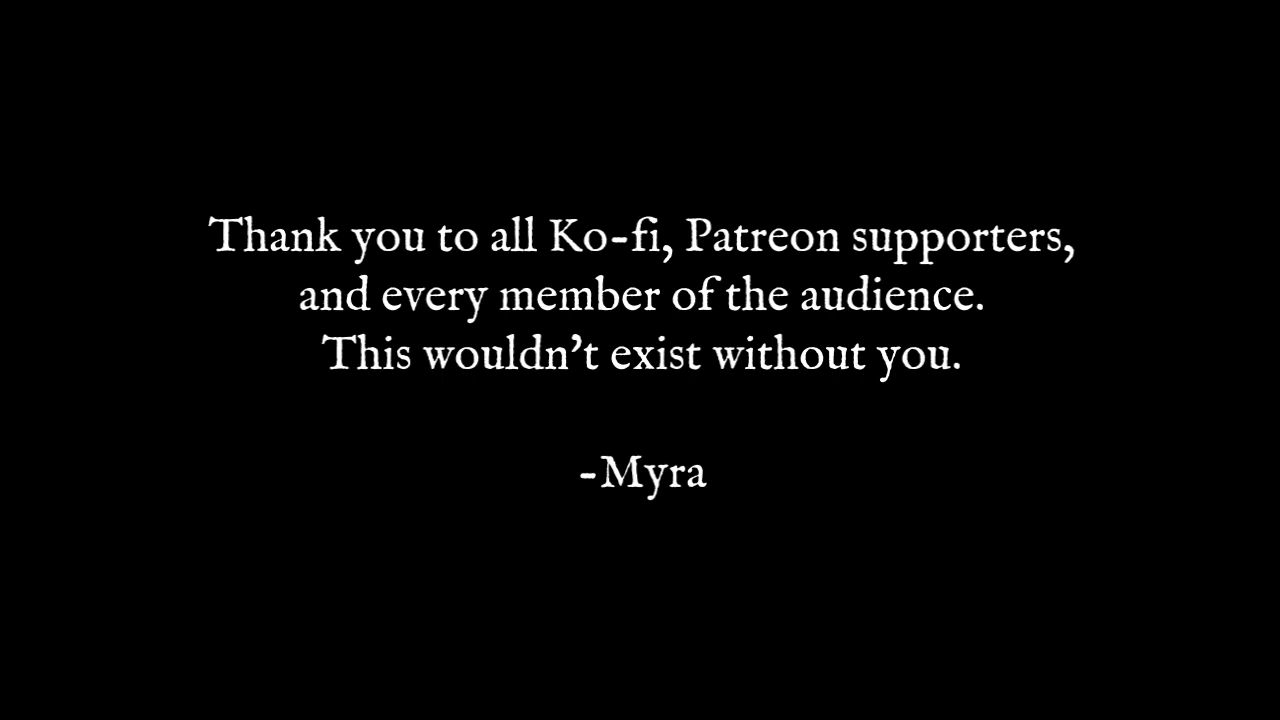 Thank you to all Ko-fi, Patreon supporters,
and every member of the audience.
This wouldn’t exist without you.
-Myra